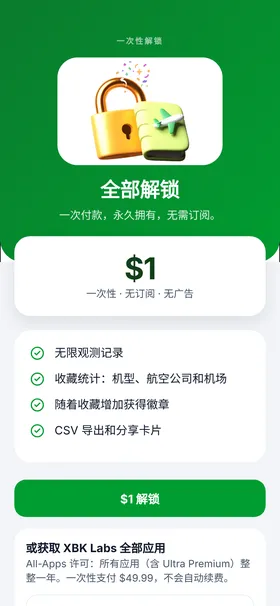 一次性解锁
全部解锁
一次付款，永久拥有，无需订阅。
$1
一次性 · 无订阅 · 无广告
无限观测记录
收藏统计：机型、航空公司和机场
随着收藏增加获得徽章
CSV 导出和分享卡片
$1 解锁
或获取 XBK Labs 全部应用
All-Apps 许可：所有应用（含 Ultra Premium）整
整一年。一次性支付 $49.99，不会自动续费。